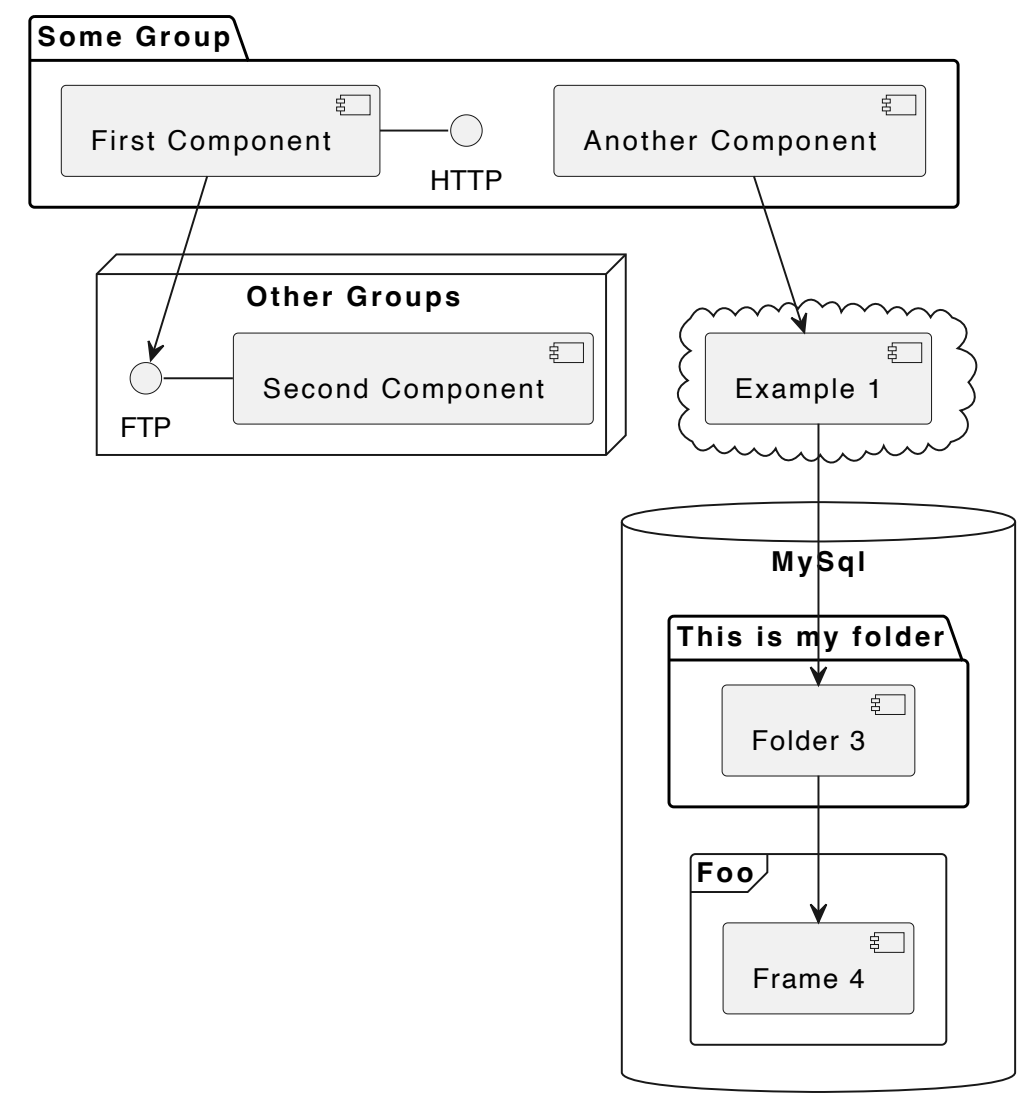 Some Group
First Component
HTTP
Another Component
Other Groups
FTP
Second Component
Example 1
MySql
This is my folder
Folder 3
Foo
Frame 4